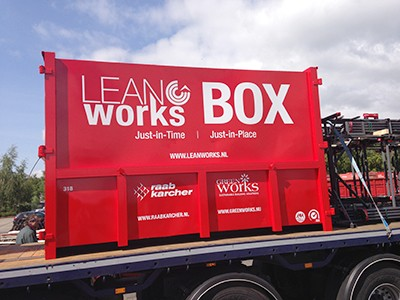 LEAN BOX
works
Just-in-Time | Just-in-Place
WWW.LEANWORKS.NL
318
raab
karcher
WWW.RAABKARCHER.NL
GREEN
works
WWW.GREENWORKS.NU